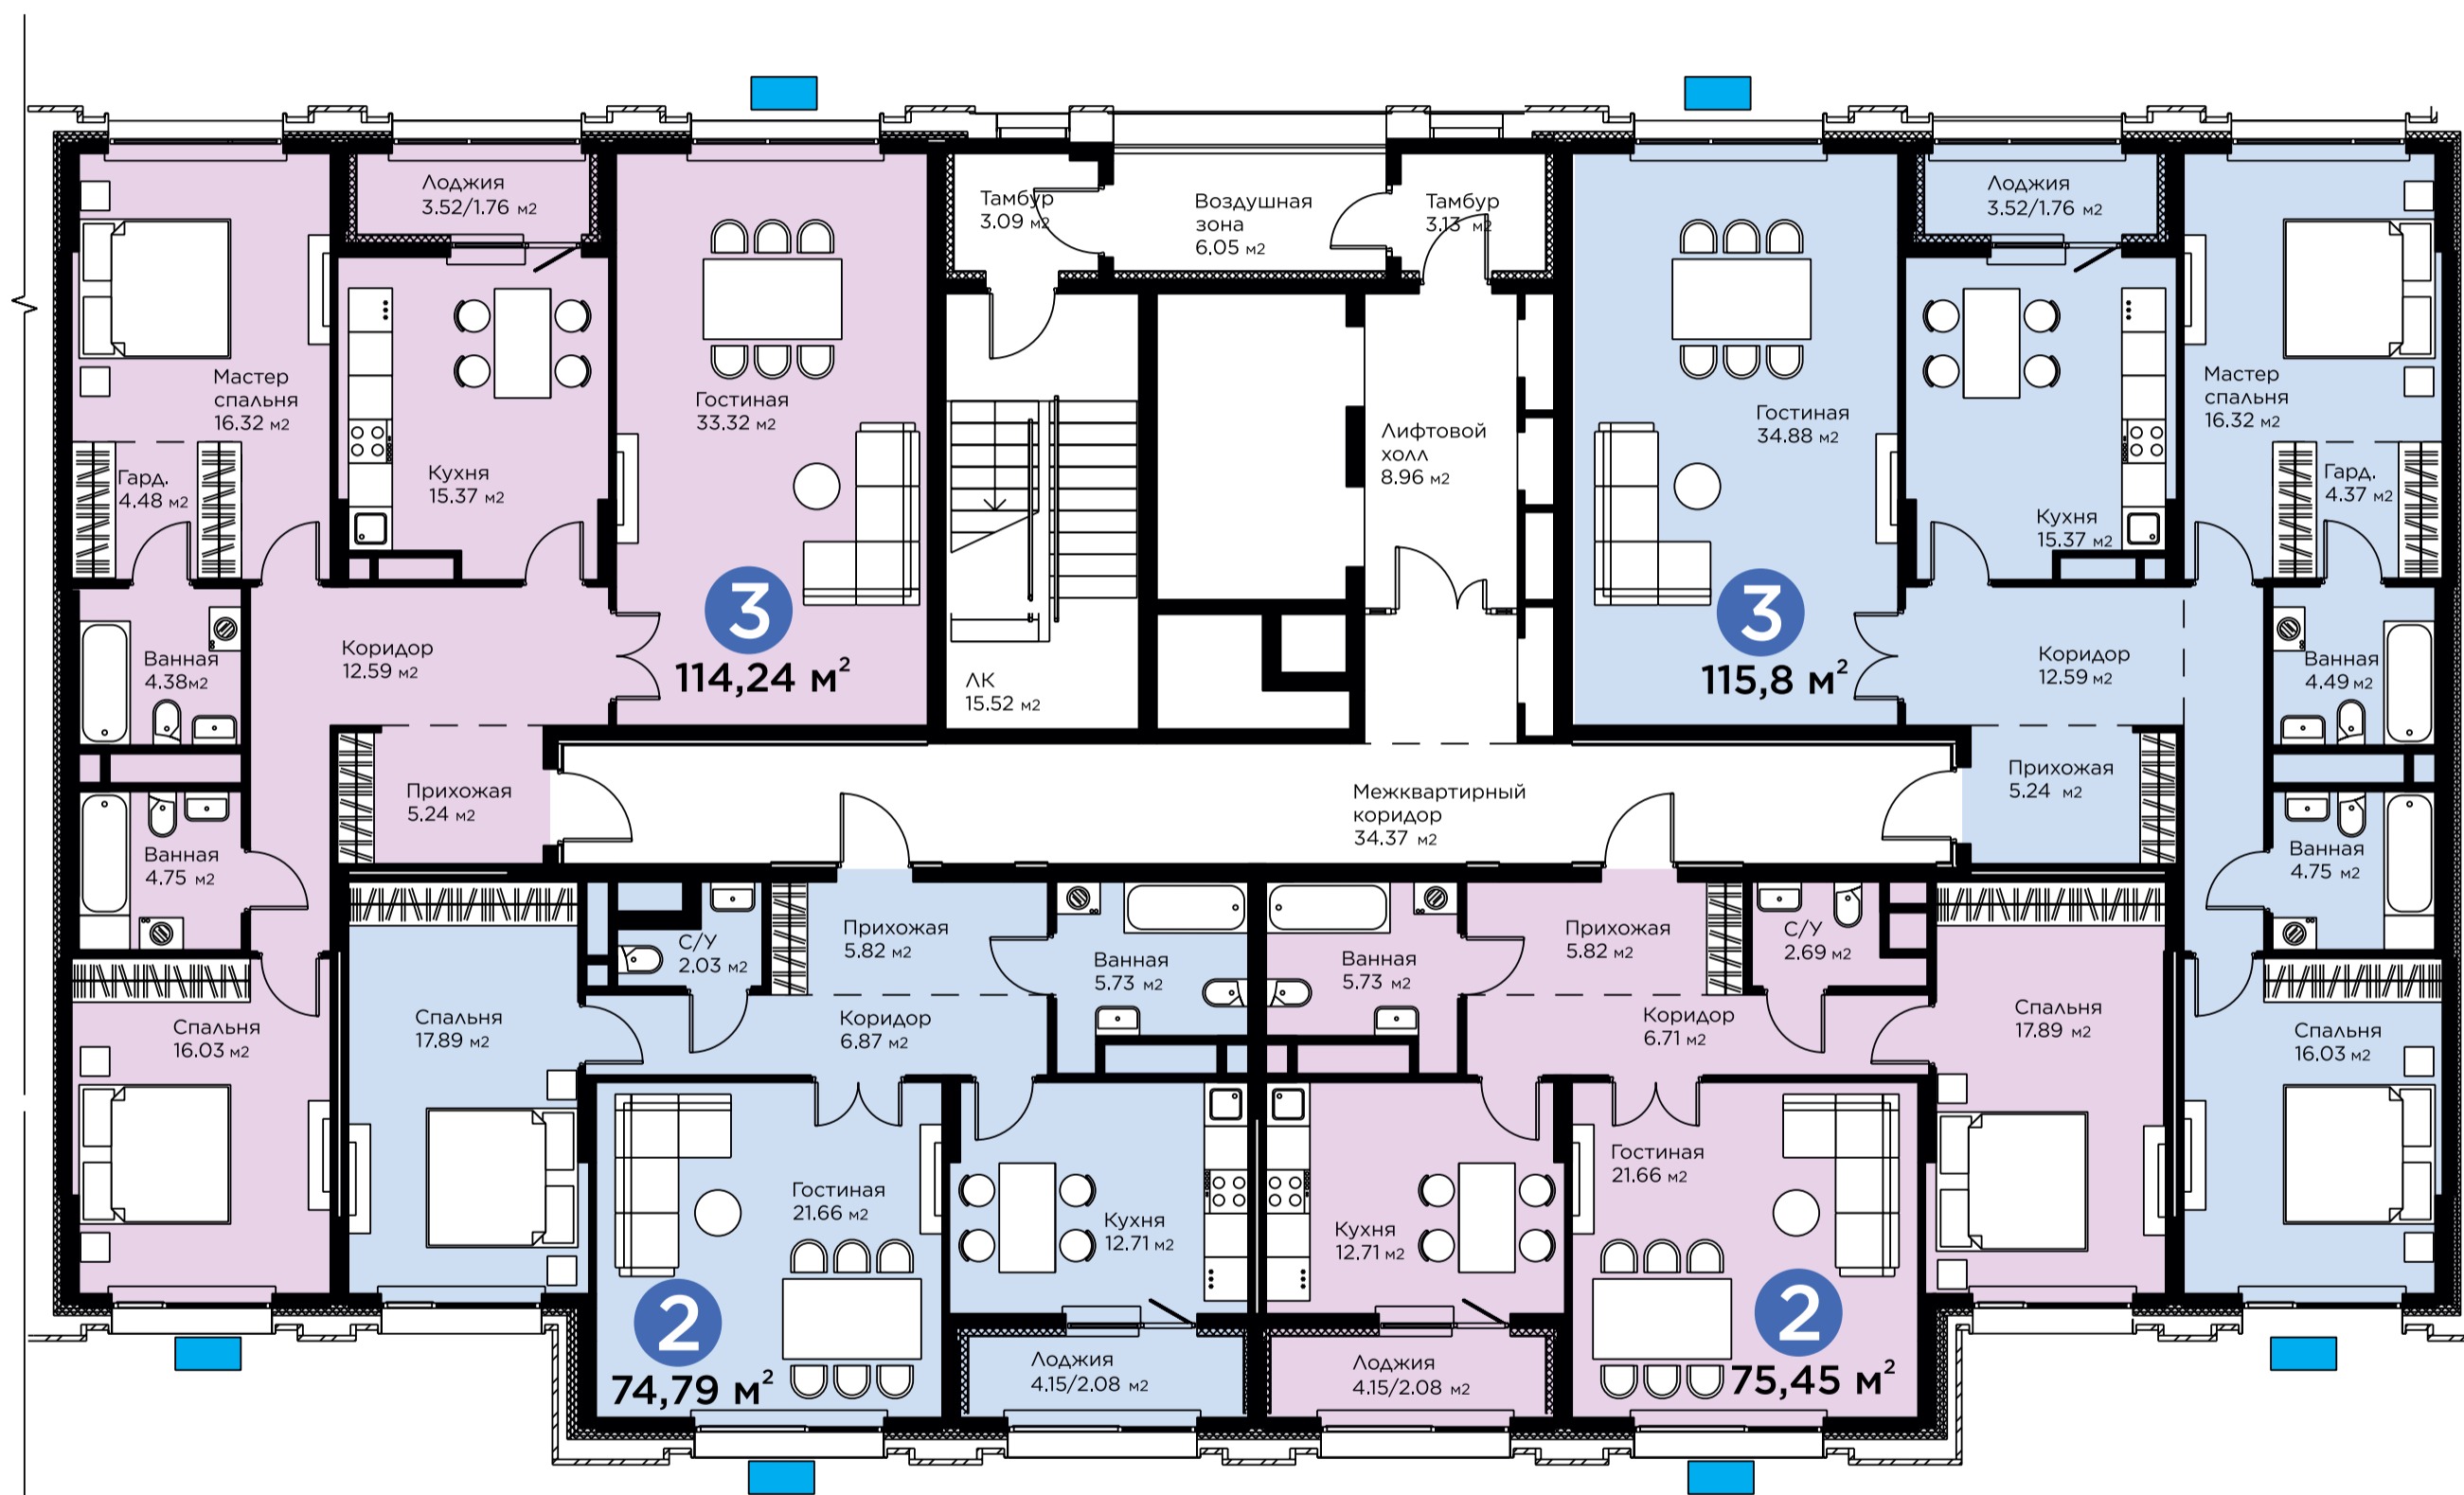 Лоджия
3.52/1.76 м2
Тамбур
3.09 м2
Воздушная
зона
6.05 м2
Тамбур
3.13 м2
Лоджия
3.52/1.76 м2
Мастер
спальня
16.32 м2
Гард.
4.48 м2
Кухня
15.37 м2
Гостиная
33.32 м2
3
114,24 м²
Лифтовой
холл
8.96 м2
Гостиная
34.88 м2
3
115,8 м²
Кухня
15.37 м2
Мастер
спальня
16.32 м2
Гард.
4.37 м2
Ванная
4.38м2
Коридор
12.59 м2
ЛК
15.52 м2
Коридор
12.59 м2
Ванная
4.49 м2
Прихожая
5.24 м2
Межквартирный
коридор
34.37 м2
Прихожая
5.24 м2
Ванная
4.75 м2
Ванная
4.75 м2
С/У
2.03 м2
Прихожая
5.82 м2
Ванная
5.73 м2
Ванная
5.73 м2
Прихожая
5.82 м2
С/У
2.69 м2
Спальня
16.03 м2
Спальня
17.89 м2
Коридор
6.87 м2
Коридор
6.71 м2
Спальня
17.89 м2
Спальня
16.03 м2
Гостиная
21.66 м2
Кухня
12.71 м2
Кухня
12.71 м2
Гостиная
21.66 м2
2
74,79 м²
Лоджия
4.15/2.08 м2
Лоджия
4.15/2.08 м2
2
75,45 м²